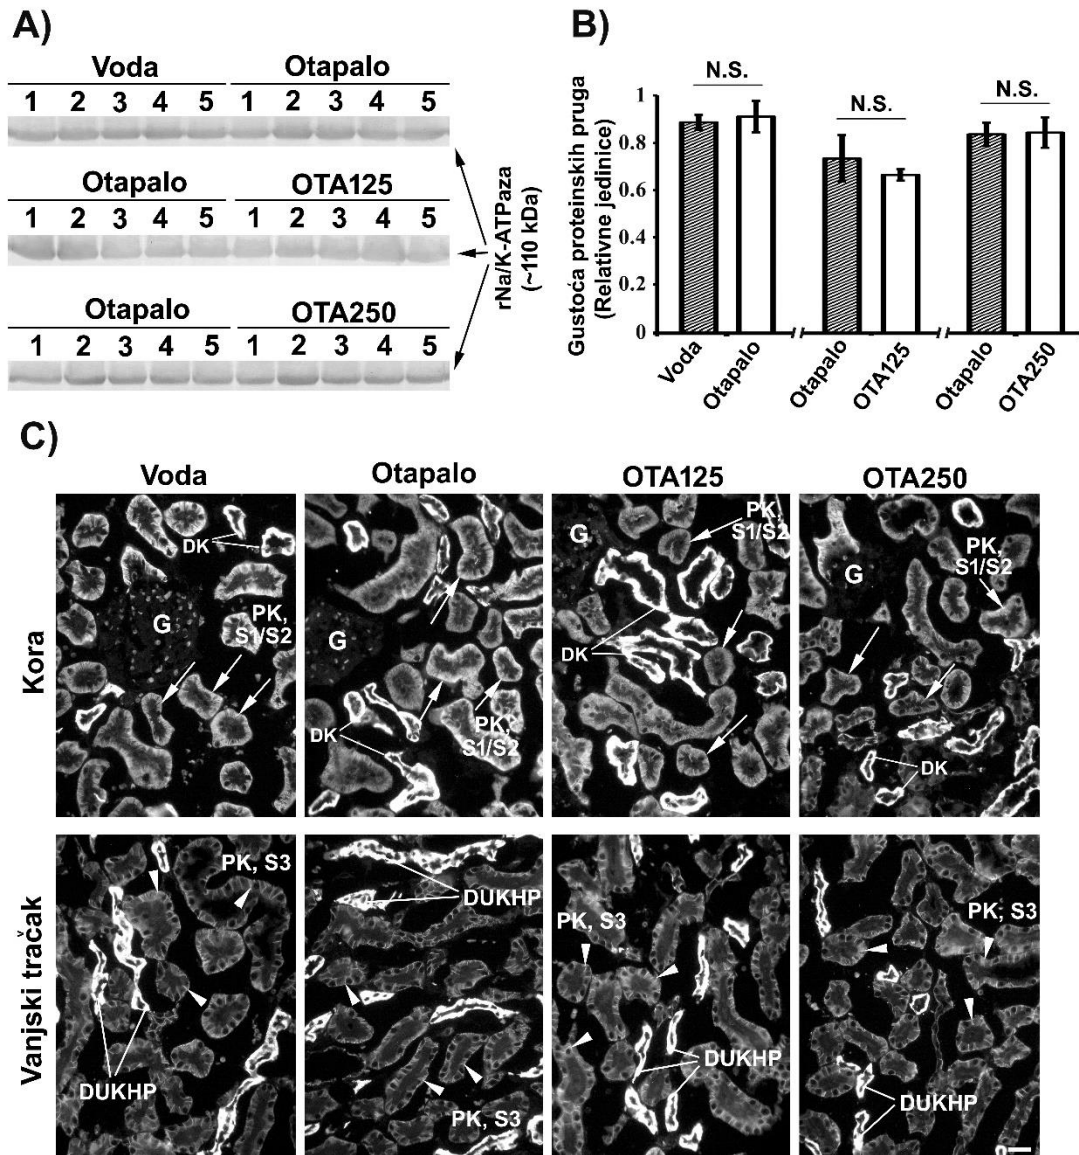 A)
Voda Otapalo
1 2 3 4 5 1 2 3 4 5
Otapalo OTA125
1 2 3 4 5 1 2 3 4 5
Otapalo OTA250
1 2 3 4 5 1 2 3 4 5
rNa/K-ATPaza
(~110 kDa)
B)
Gustoća proteinskih pruga
(Relativne jedinice)
1
0.8
0.6
0.4
0.2
0
N.S.
N.S.
N.S.
Voda
Otapalo
Otapalo
OTA125
Otapalo
OTA250
C)
Voda Otapalo OTA125 OTA250
Kora
DK
G
PK,
S1/S2
G
DK
PK,
S1/S2
G
PK,
S1/S2
DK
G
PK,
S1/S2
DK
Vanjski tračak
PK, S3
DUKHP
DUKHP
PK, S3
PK, S3
DUKHP
PK, S3
DUKHP